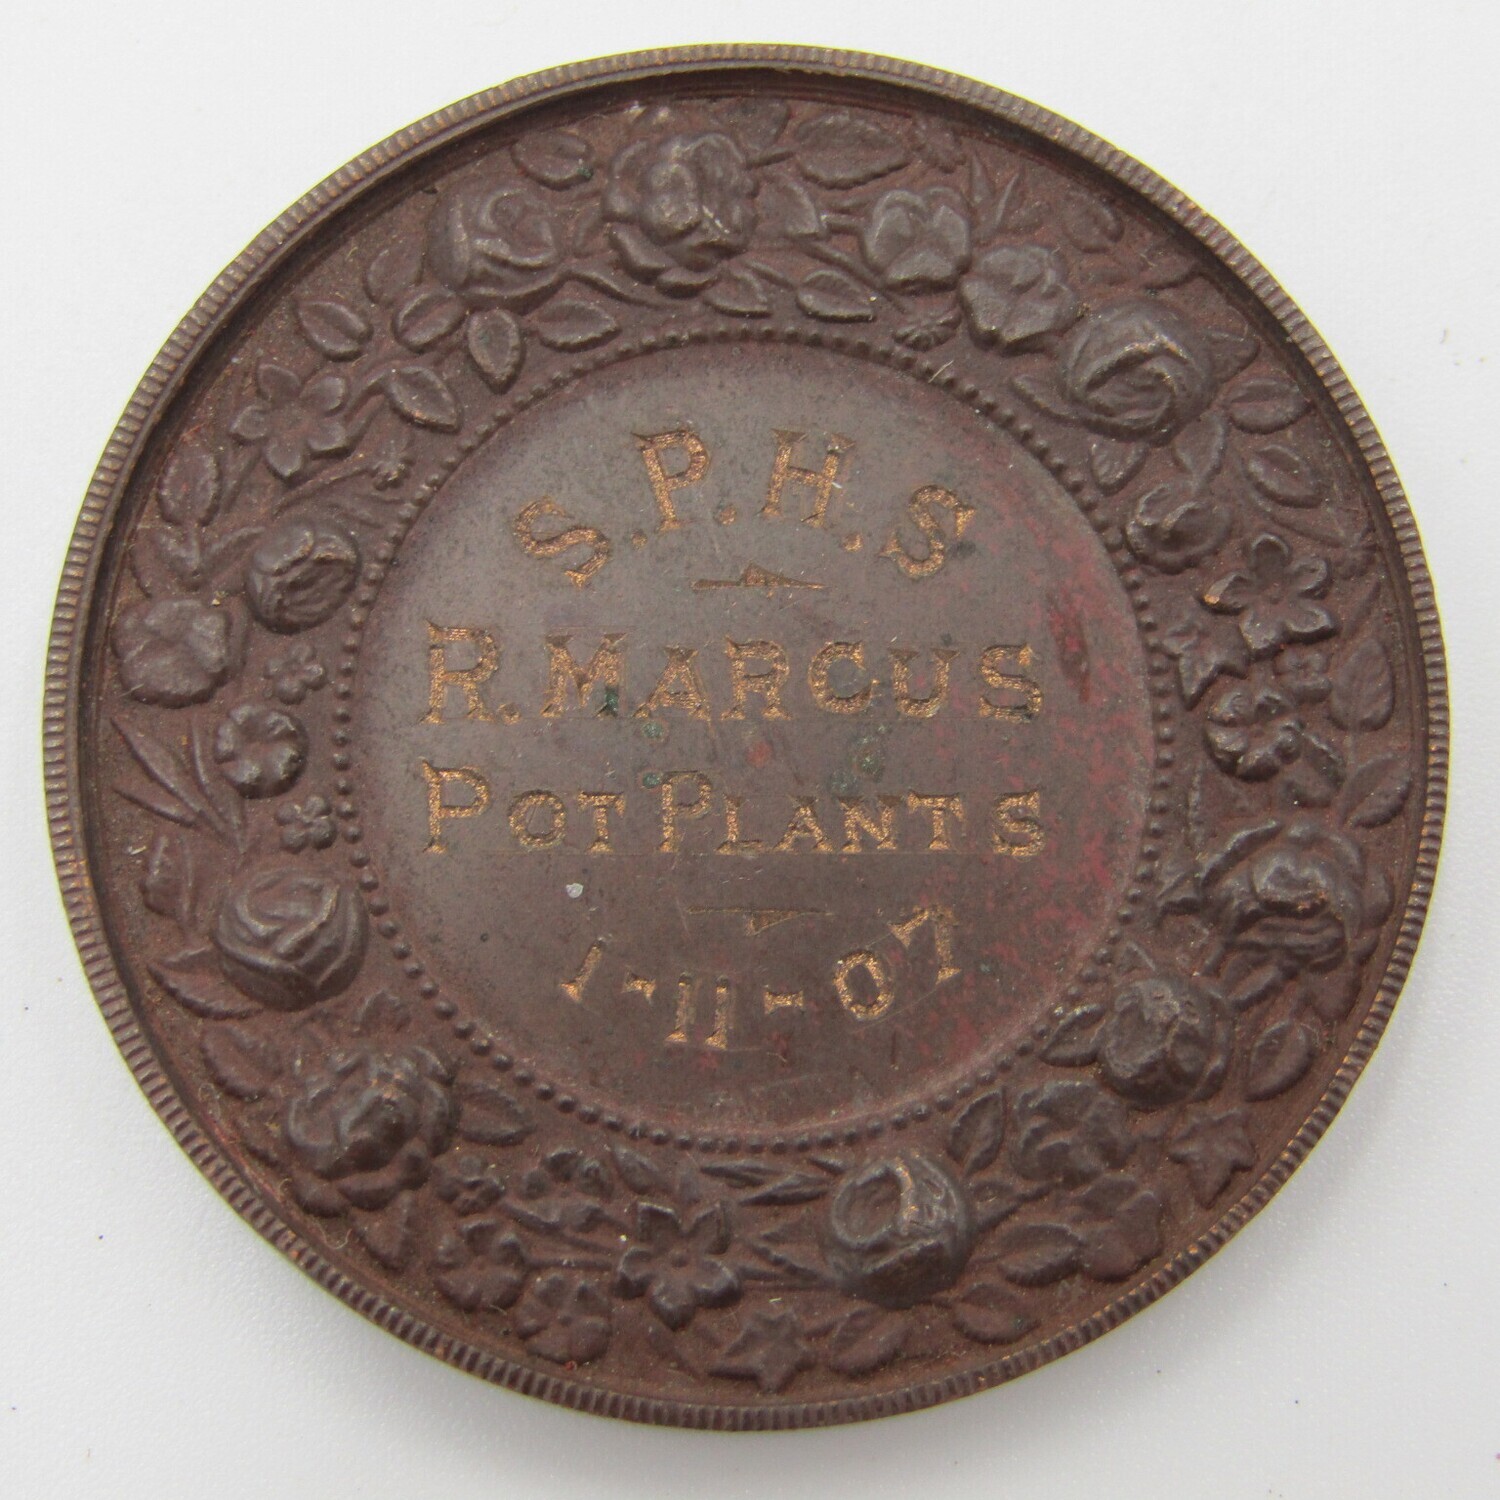 S.P.H.S
R. MARCUS
POT PLANTS
1-11-07